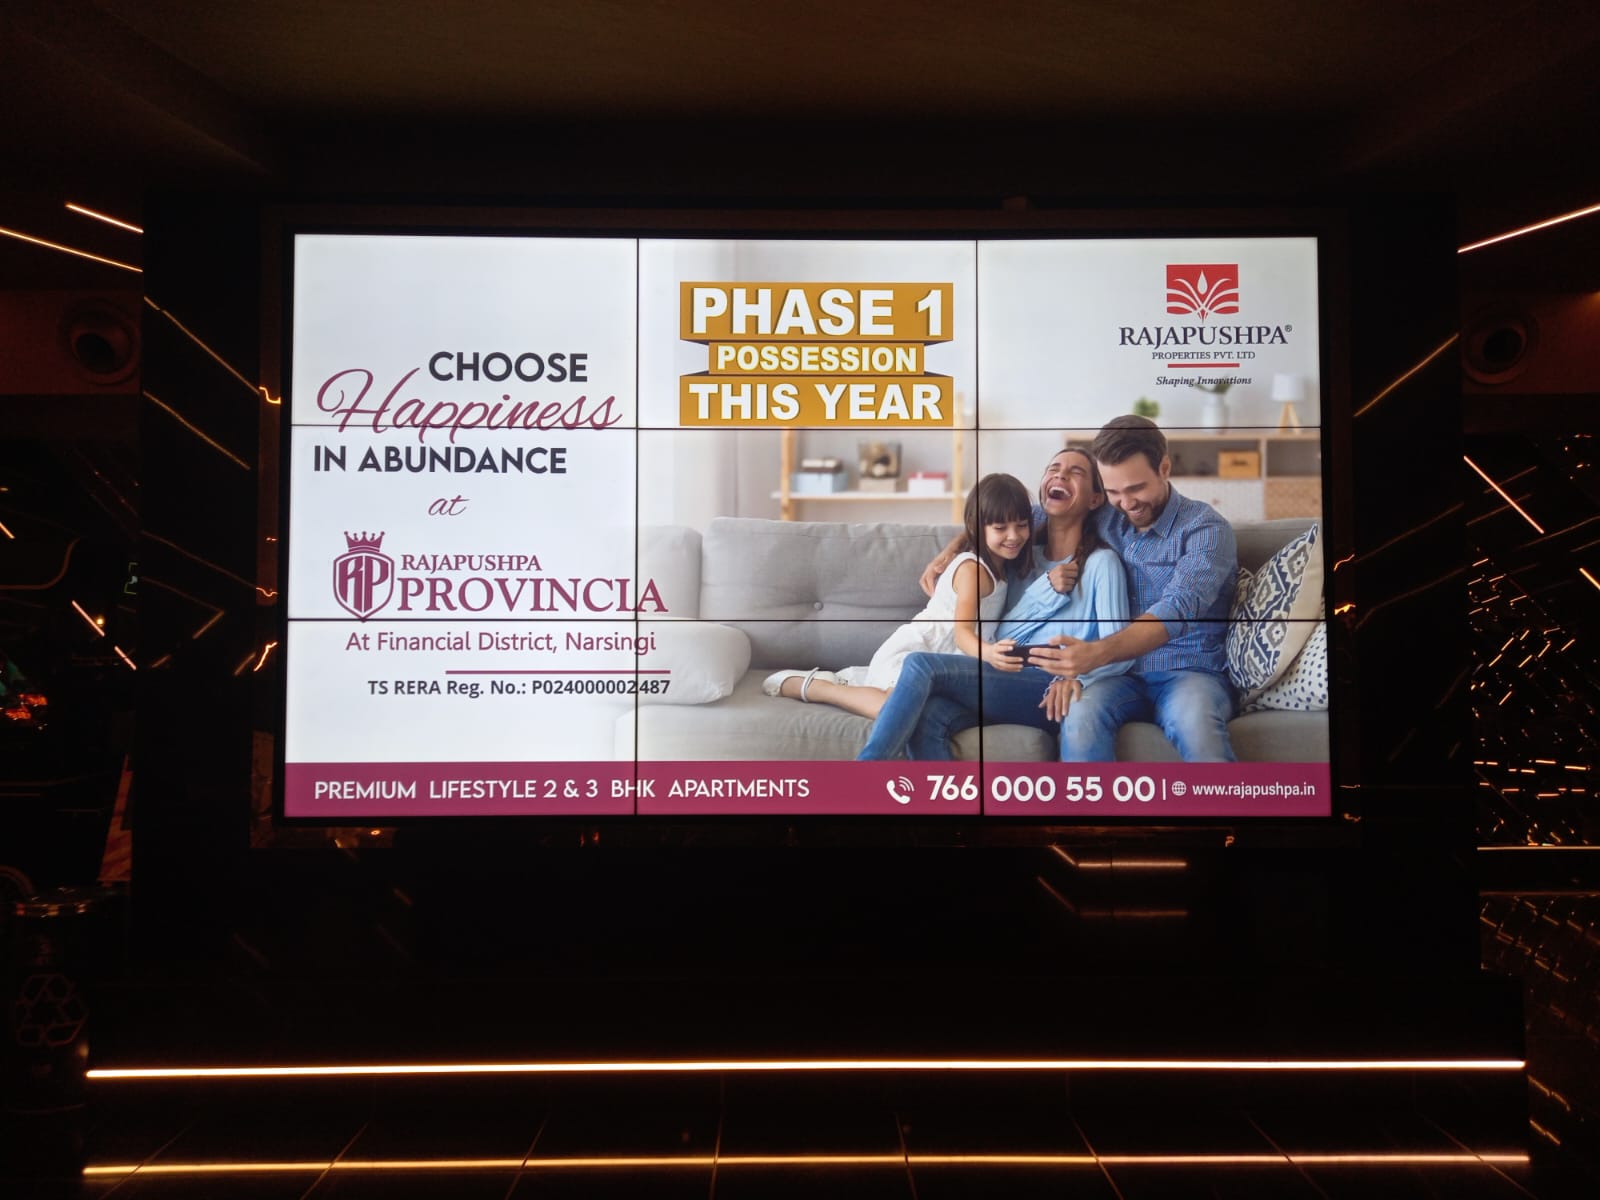 CHOOSE
Happiness
IN ABUNDANCE
at
RP
RAJAPUSHPA
PROVINCIA
At Financial District, Narsingi
TS RERA Reg. No.: P024000002487
PHASE 1
POSSESSION
THIS YEAR
RAJAPUSHPA®
PROPERTIES PVT. LTD
Shaping Innovations
PREMIUM LIFESTYLE 2 & 3 BHK APARTMENTS
766 000 55 00 | www.rajapushpa.in